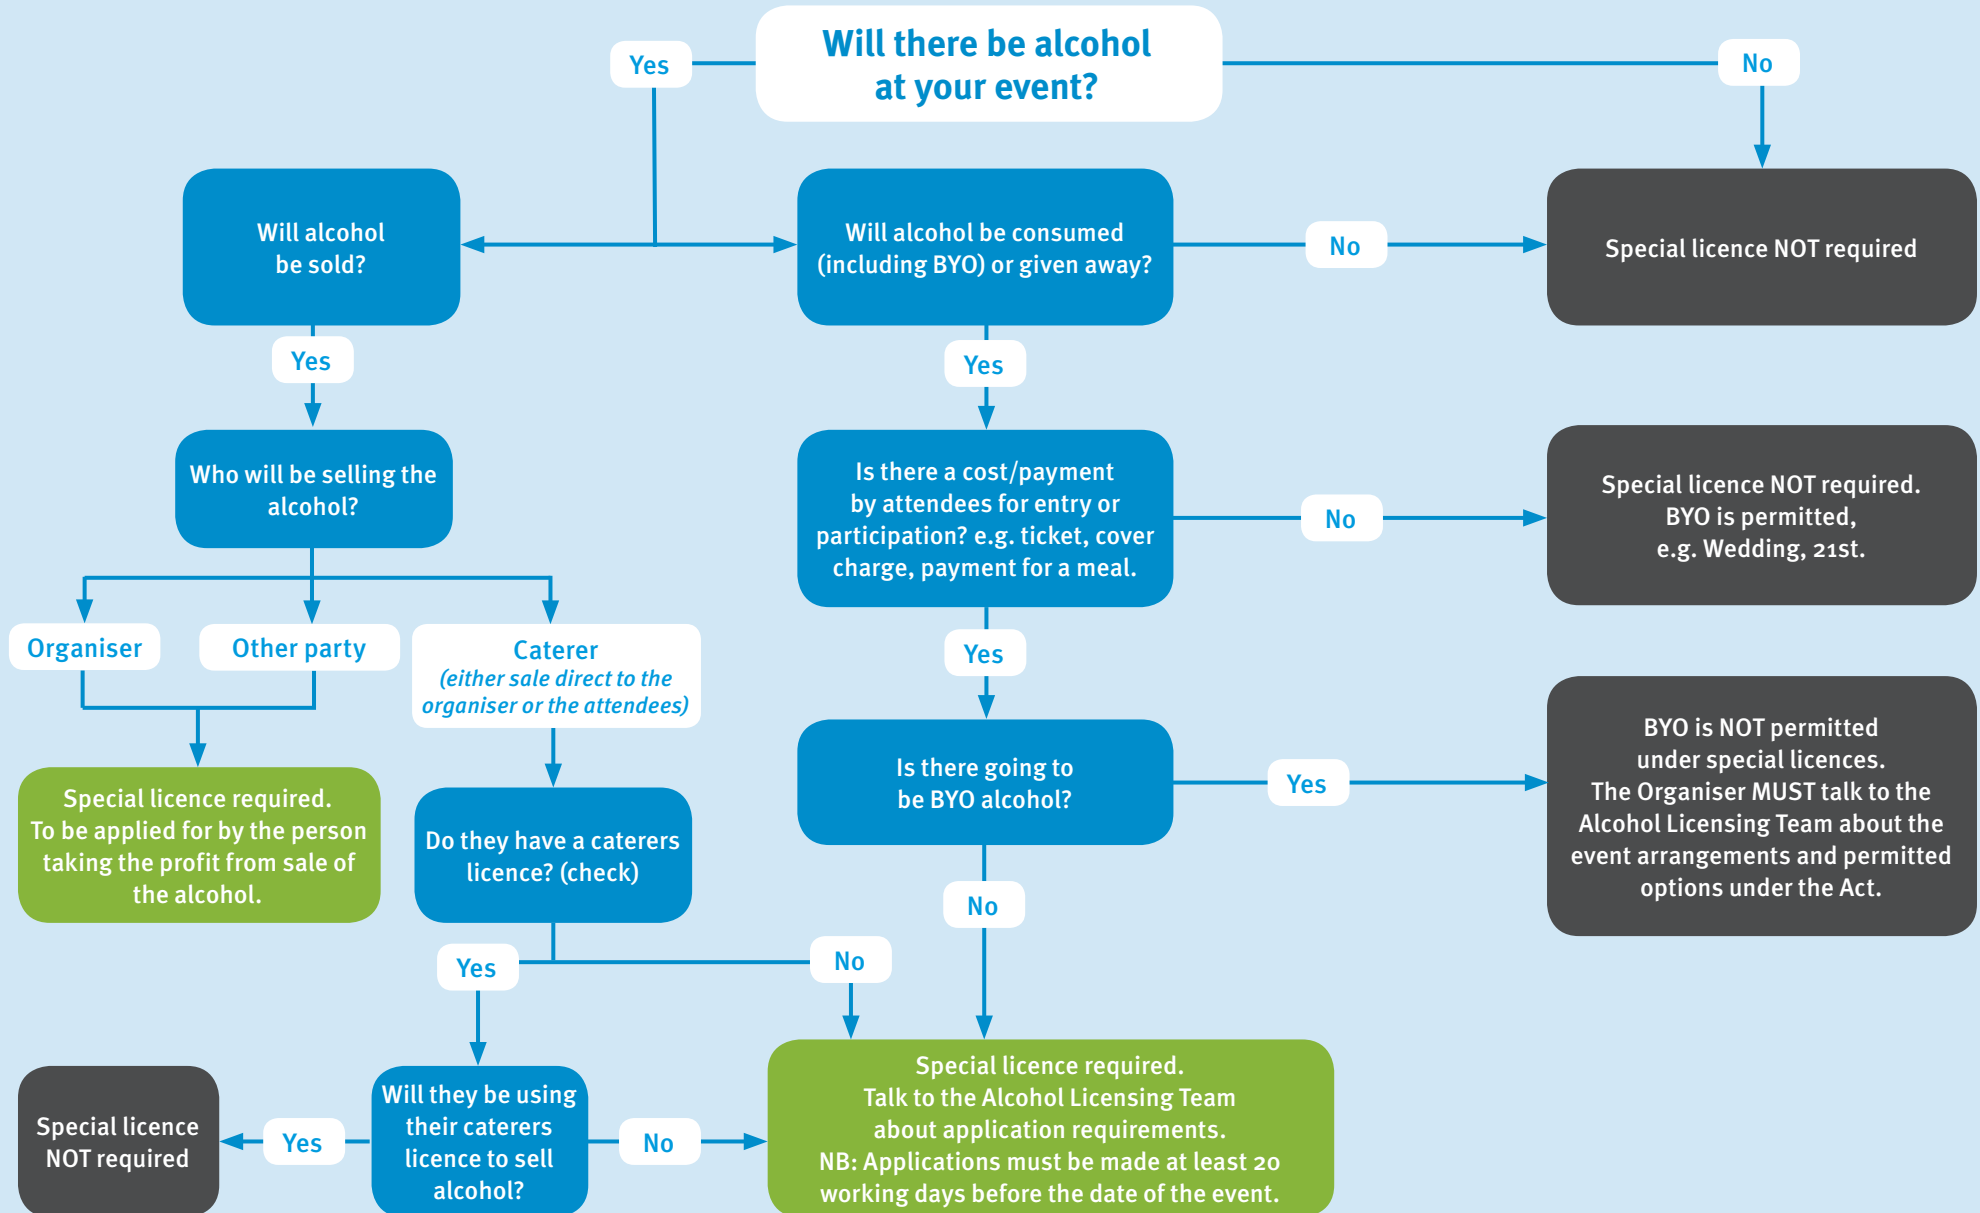 Will there be alcohol
at your event?
Yes
No
Will alcohol
be sold?
Will alcohol be consumed
(including BYO) or given away?
No
Special licence NOT required
Yes
Yes
Who will be selling the
alcohol?
Is there a cost/payment
by attendees for entry or
participation? e.g. ticket, cover
charge, payment for a meal.
No
Special licence NOT required.
BYO is permitted,
e.g. Wedding, 21st.
Organiser
Other party
Caterer
(either sale direct to the
organiser or the attendees)
Yes
Special licence required.
To be applied for by the person
taking the profit from sale of
the alcohol.
Do they have a caterers
licence? (check)
Is there going to
be BYO alcohol?
Yes
BYO is NOT permitted
under special licences.
The Organiser MUST talk to the
Alcohol Licensing Team about the
event arrangements and permitted
options under the Act.
No
Yes
No
Special licence
NOT required
Yes
Will they be using
their caterers
licence to sell
alcohol?
No
Special licence required.
Talk to the Alcohol Licensing Team
about application requirements.
NB: Applications must be made at least 20
working days before the date of the event.